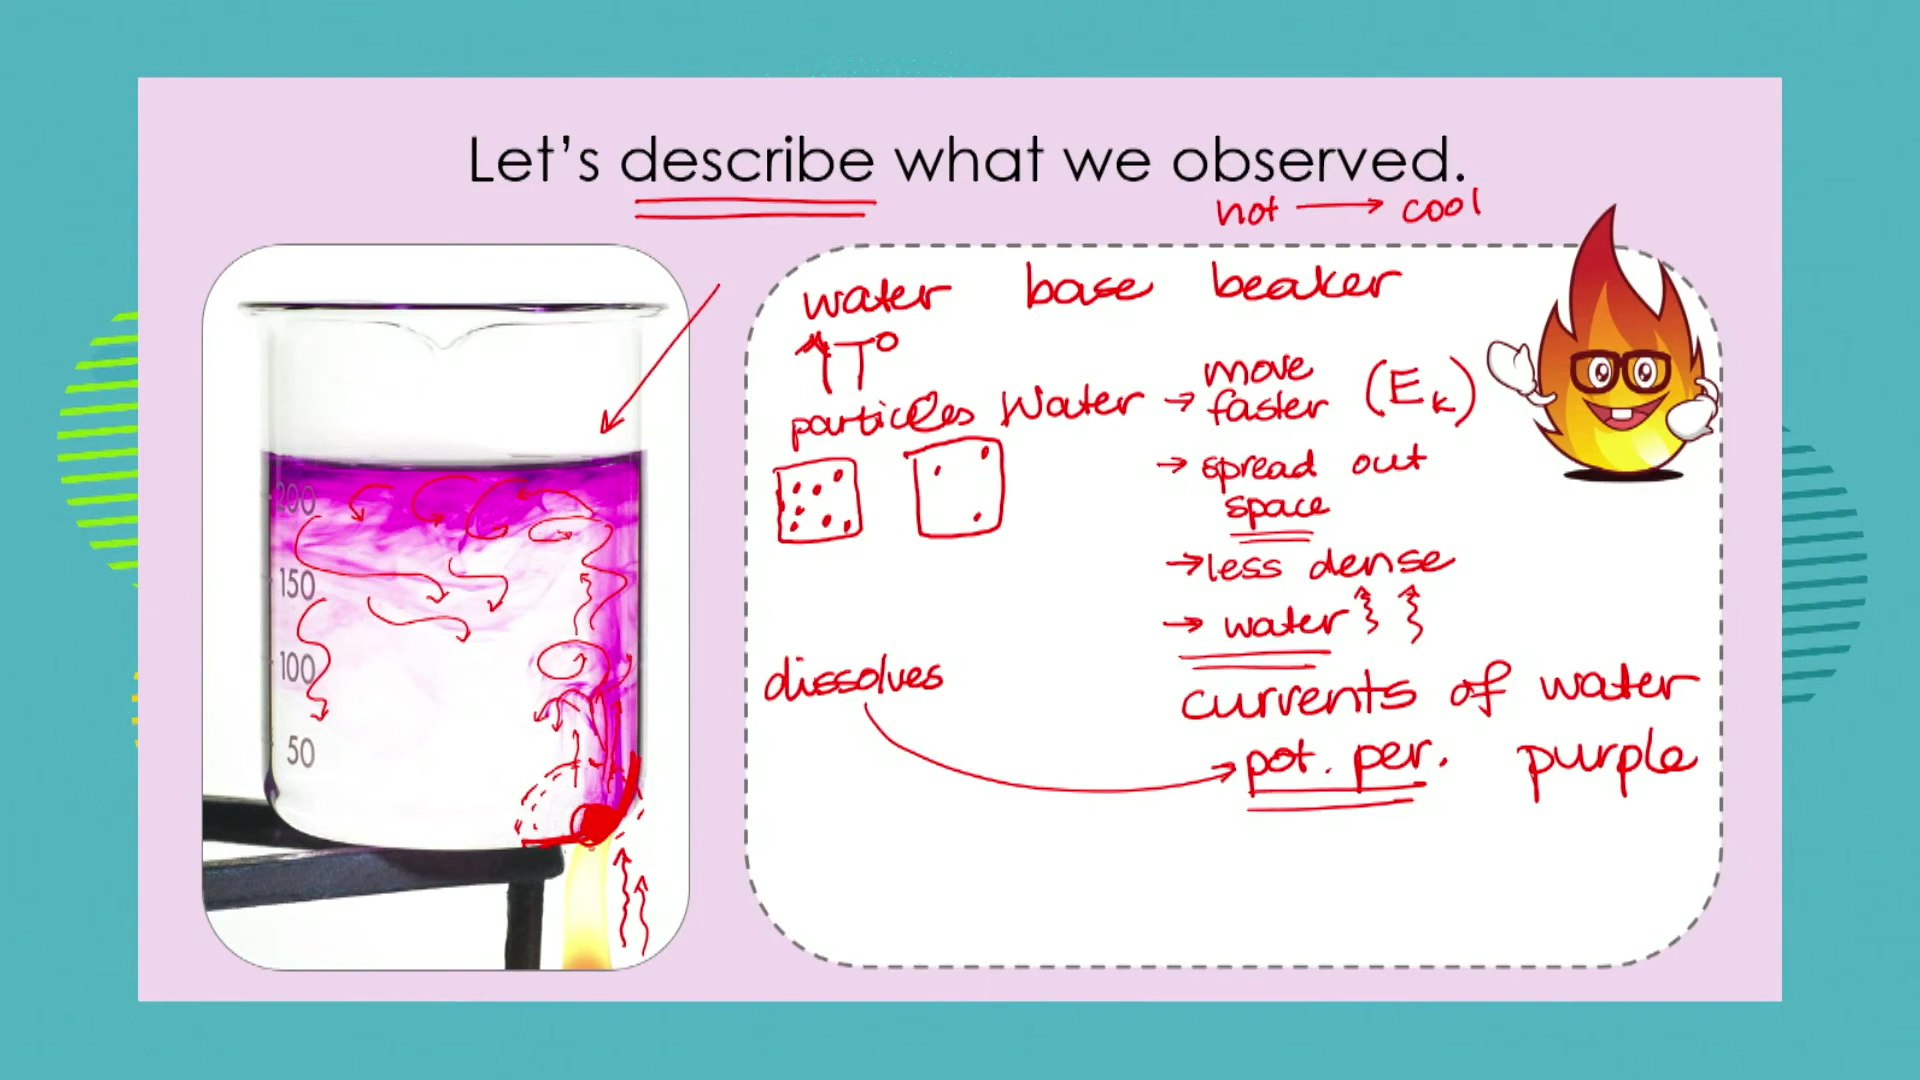 Let's describe what we observed.
hot → cool
water base beaker
↑T°
particles Water → move faster (Ek)
→ spread out
space
→ less dense
→ water
currents of water
dissolves
pot. per. purple
200
150
100
50